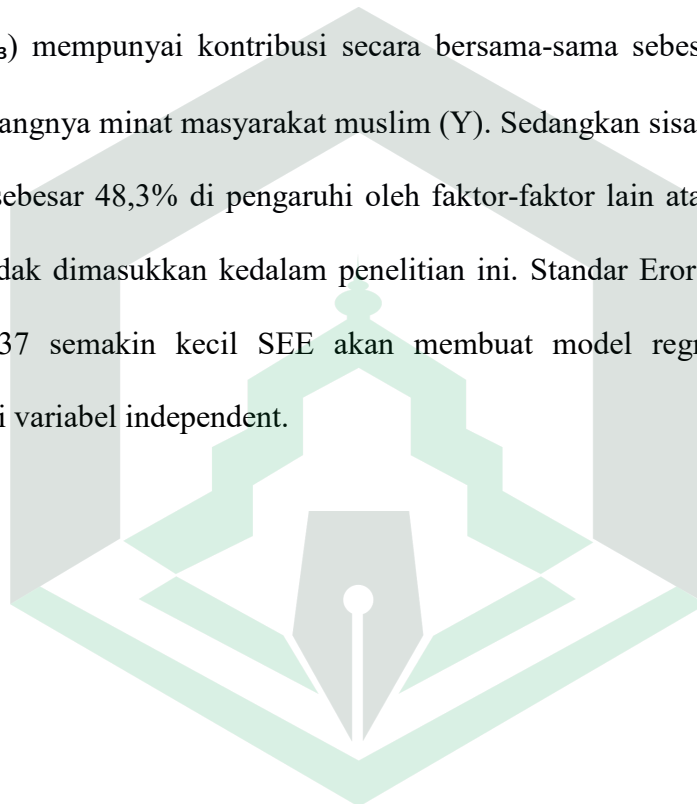 ₃) mempunyai kontribusi secara bersama-sama sebes
angnya minat masyarakat muslim (Y). Sedangkan sisa
sebesar 48,3% di pengaruhi oleh faktor-faktor lain ata
dak dimasukkan kedalam penelitian ini. Standar Eror
37 semakin kecil SEE akan membuat model regr
i variabel independent.